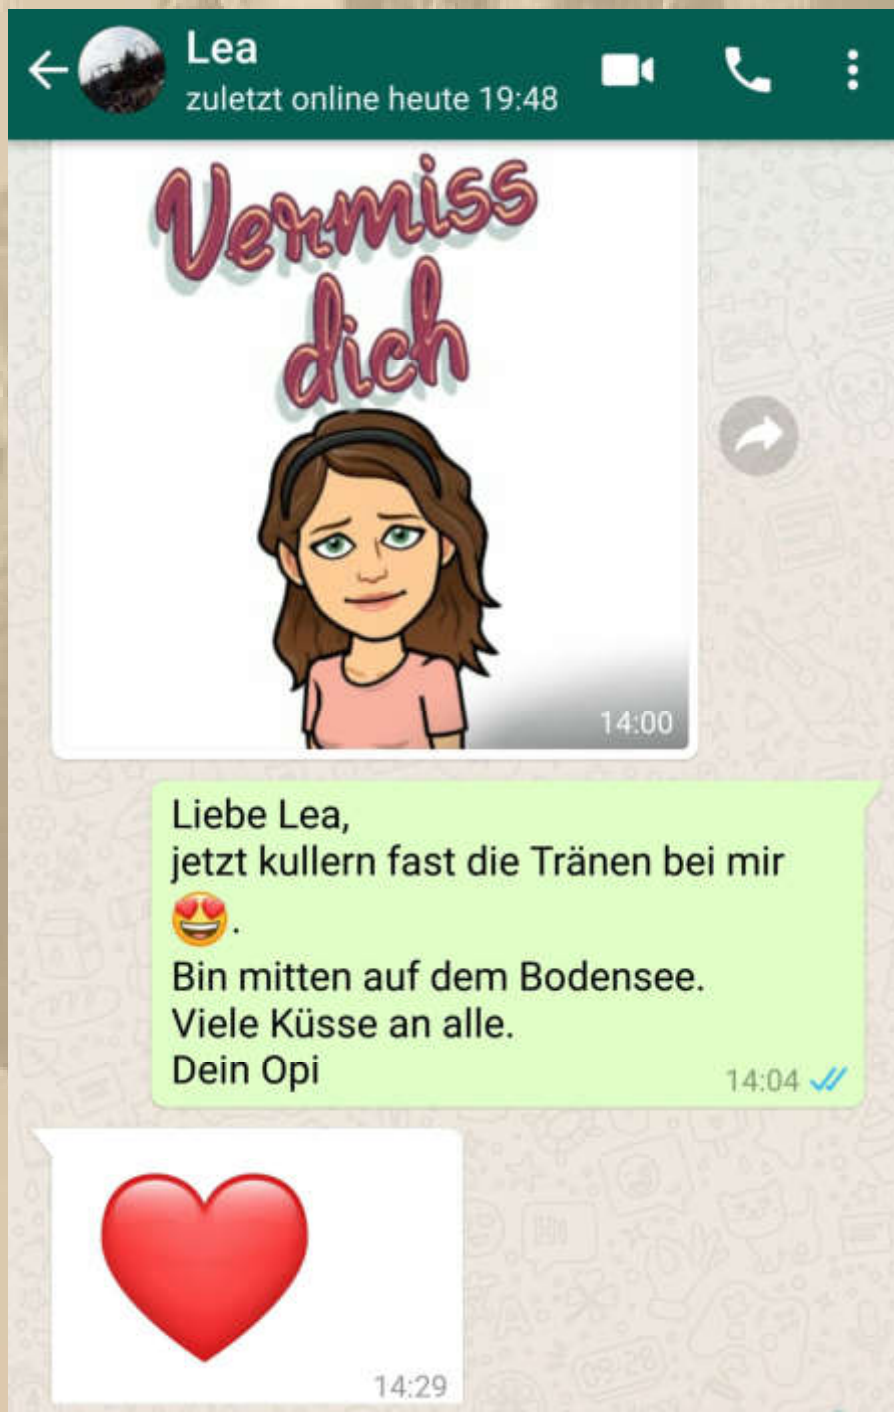 Lea
zuletzt online heute 19:48
Vermiss
dich
14:00
Liebe Lea,
jetzt kullern fast die Tränen bei mir
😍.
Bin mitten auf dem Bodensee.
Viele Küsse an alle.
Dein Opi
14:04
14:29